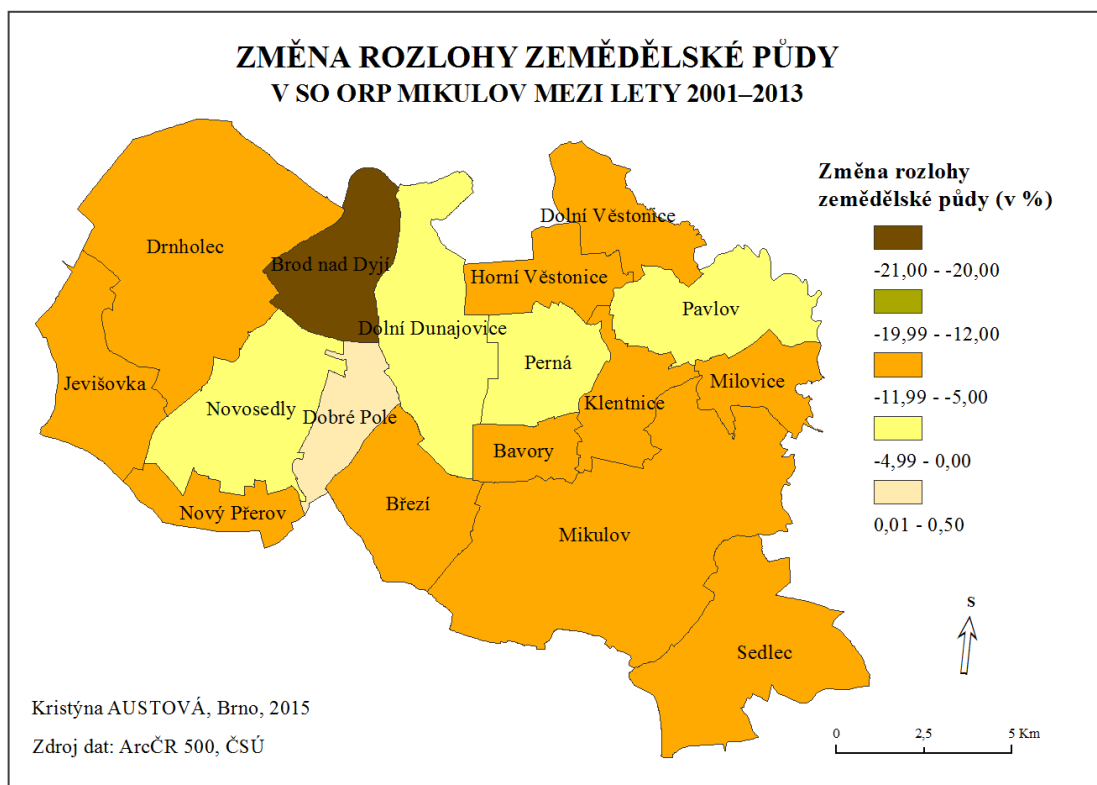 ZMĚNA ROZLOHY ZEMĚDĚLSKÉ PŮDY
V SO ORP MIKULOV MEZI LETY 2001–2013
Změna rozlohy
zemědělské půdy (v %)
-21,00 - -20,00
-19,99 - -12,00
-11,99 - -5,00
-4,99 - 0,00
0,01 - 0,50
Dolní Věstonice
Drnholec
Brod nad Dyjí
Horní Věstonice
Pavlov
Dolní Dunajovice
Perná
Jevišovka
Milovice
Novosedly
Klentnice
Dobré Pole
Bavory
Březí
Nový Přerov
Mikulov
Sedlec
S
0 2,5 5 Km
Kristýna AUSTOVÁ, Brno, 2015
Zdroj dat: ArcČR 500, ČSÚ